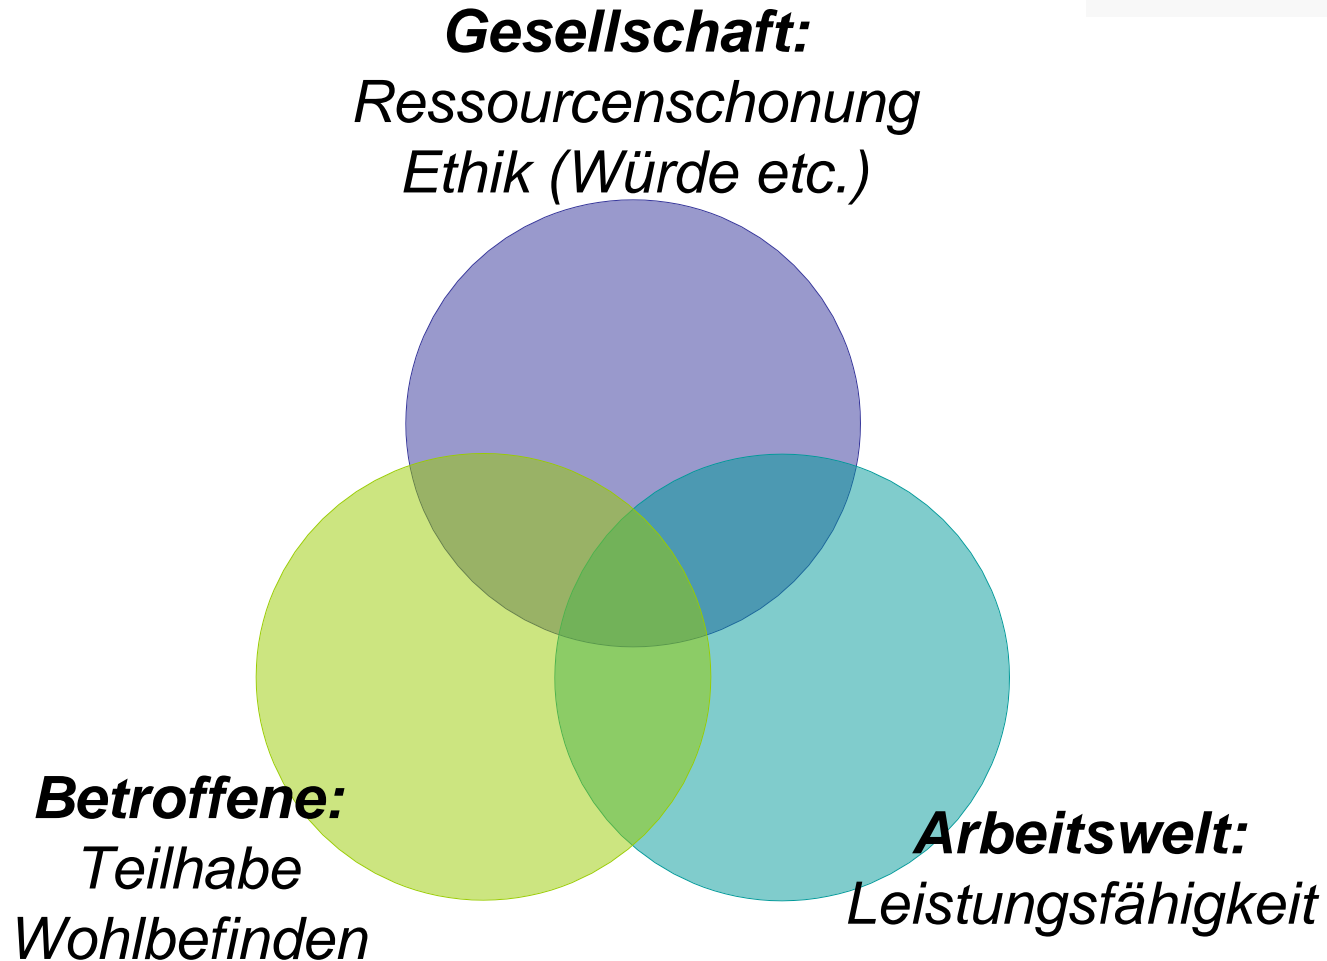 Gesellschaft:
Ressourcenschonung
Ethik (Würde etc.)
Betroffene:
Teilhabe
Wohlbefinden
Arbeitswelt:
Leistungsfähigkeit